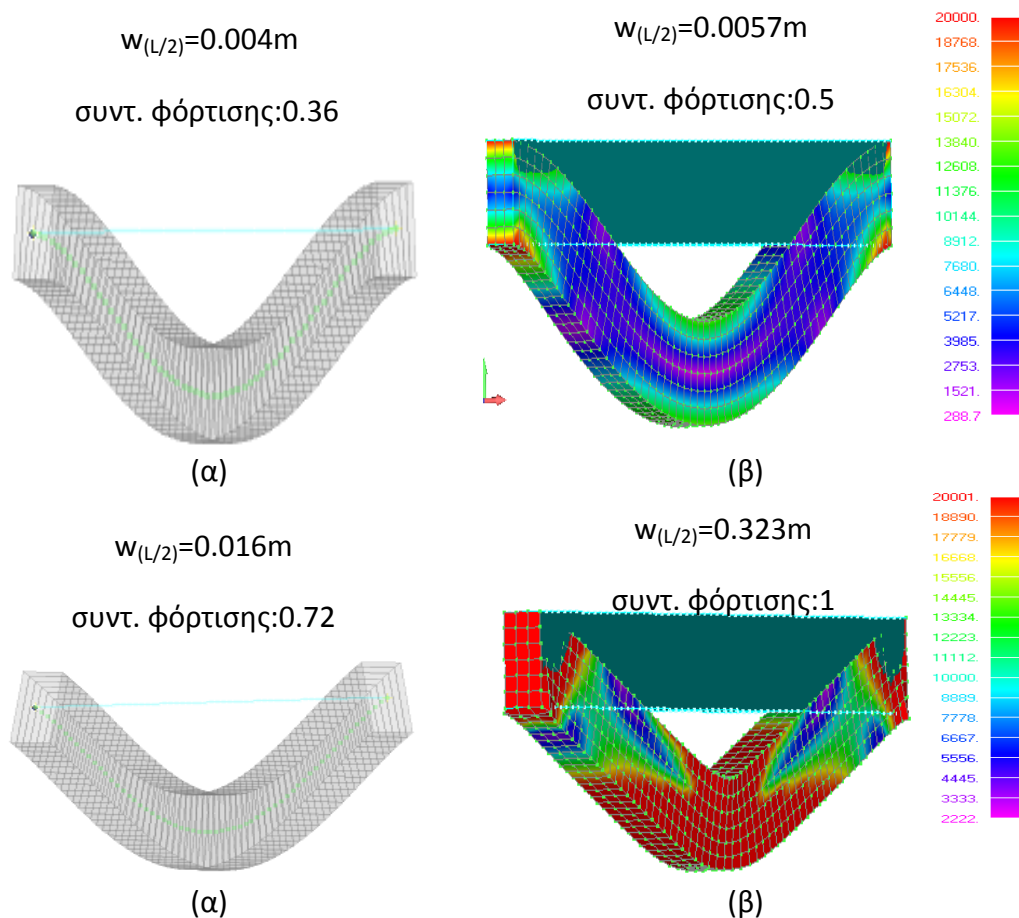 w(L/2)=0.004m
συντ. φόρτισης:0.36
(α)
w(L/2)=0.0057m
συντ. φόρτισης:0.5
(β)
20000.
18768.
17536.
16304.
15072.
13840.
12608.
11376.
10144.
8912.
7680.
6448.
5217.
3985.
2753.
1521.
288.7
w(L/2)=0.016m
συντ. φόρτισης:0.72
(α)
w(L/2)=0.323m
συντ. φόρτισης:1
(β)
20001.
18890.
17779.
16668.
15556.
14445.
13334.
12223.
11112.
10000.
8889.
7778.
6667.
5556.
4445.
3333.
2222.